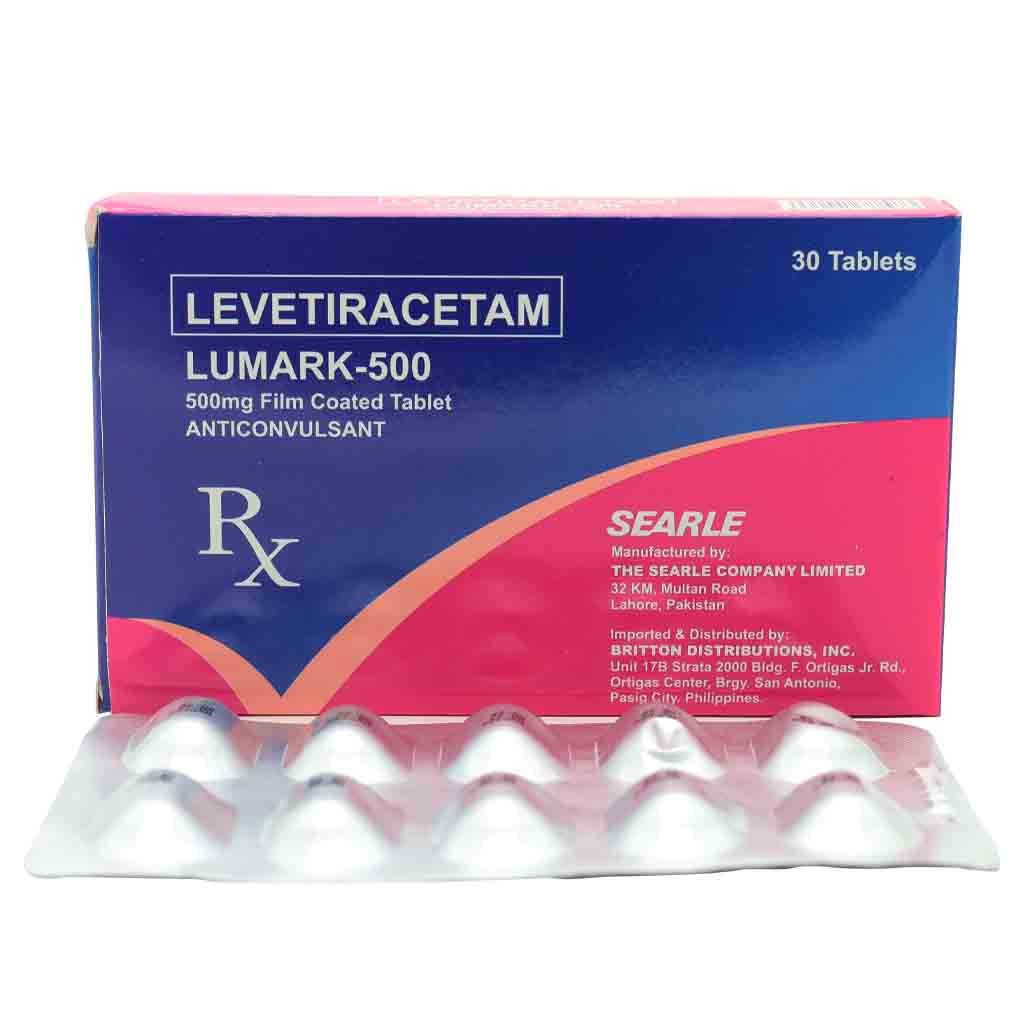 30 Tablets
LEVETIRACETAM
LUMARK-500
500mg Film Coated Tablet
ANTICONVULSANT
Rx
SEARLE
Manufactured by:
THE SEARLE COMPANY LIMITED
32 KM, Multan Road
Lahore, Pakistan
Imported & Distributed by:
BRITTON DISTRIBUTIONS, INC.
Unit 17B Strata 2000 Bldg. F. Ortigas Jr. Rd.,
Ortigas Center, Brgy. San Antonio,
Pasig City, Philippines.